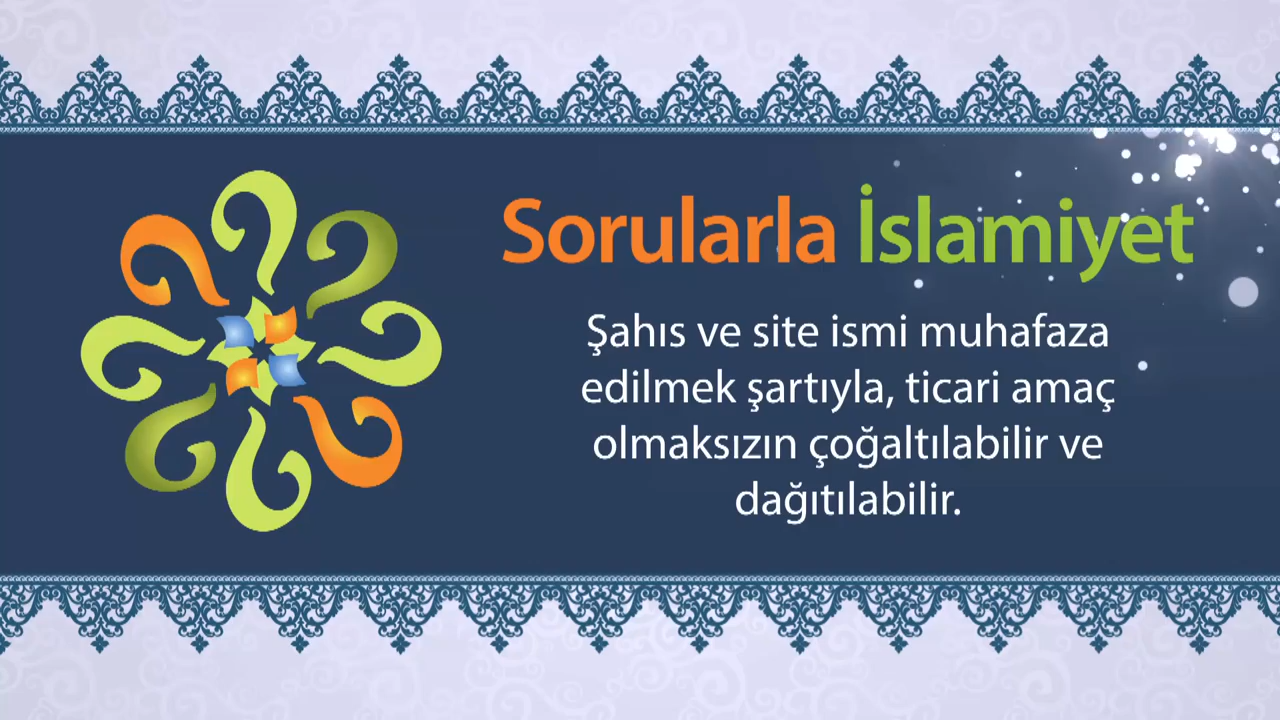 Sorularla İslamiyet
Şahıs ve site ismi muhafaza
edilmek şartıyla, ticari amaç
olmaksızın çoğaltılabilir ve
dağıtılabilir.